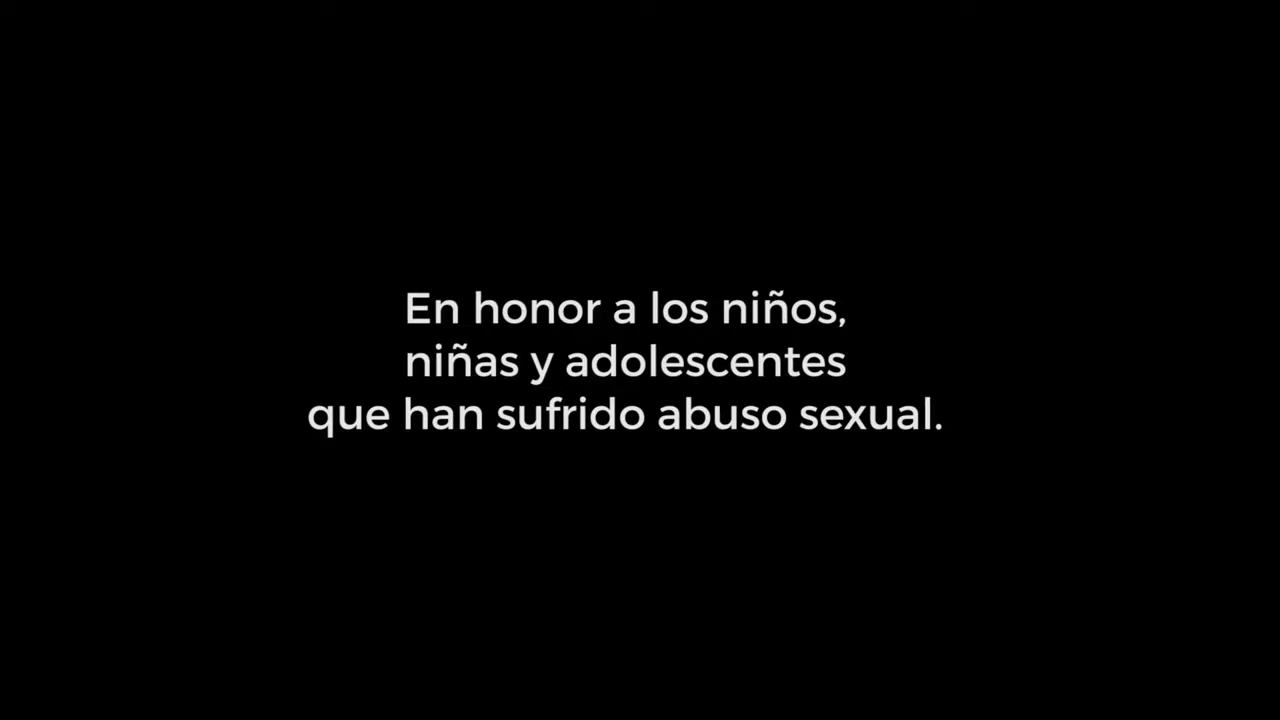 En honor a los niños,
niñas y adolescentes
que han sufrido abuso sexual.